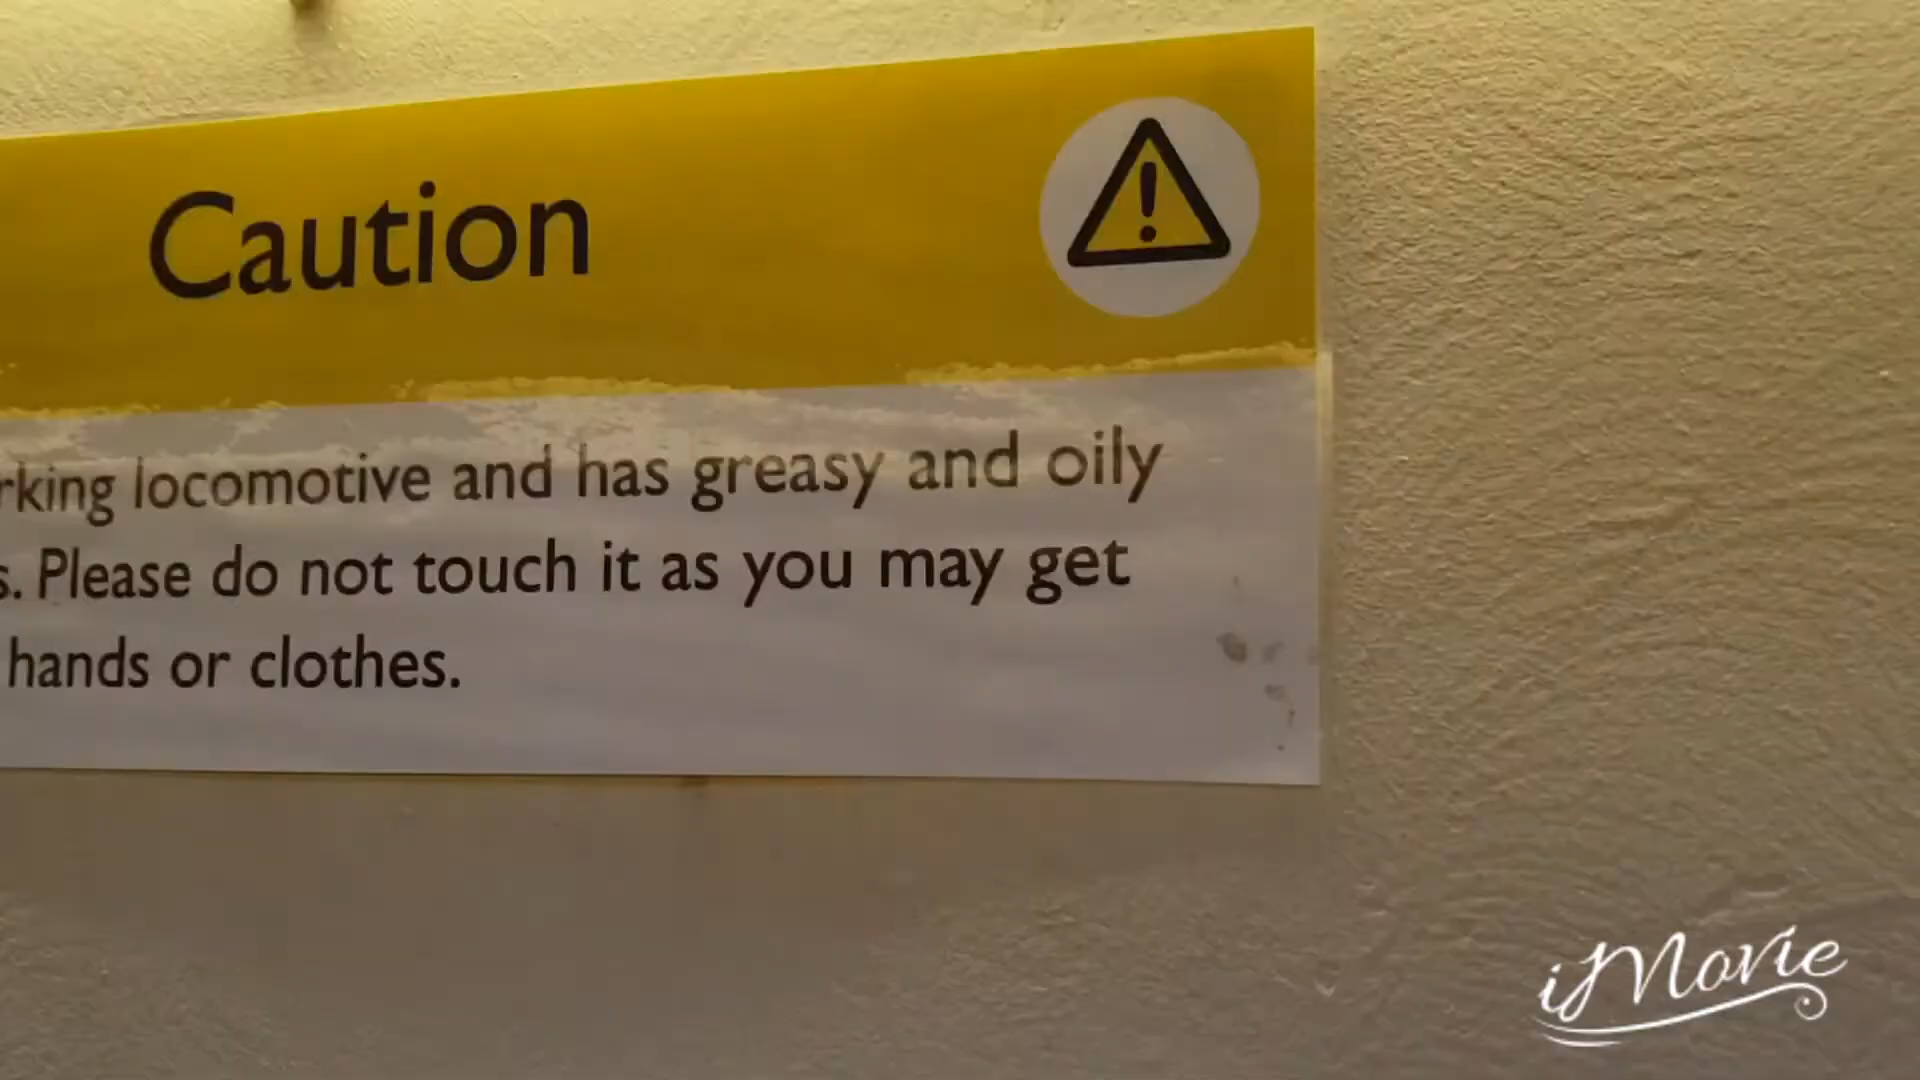 Caution
rking locomotive and has greasy and oily
s. Please do not touch it as you may get
hands or clothes.
iMovie